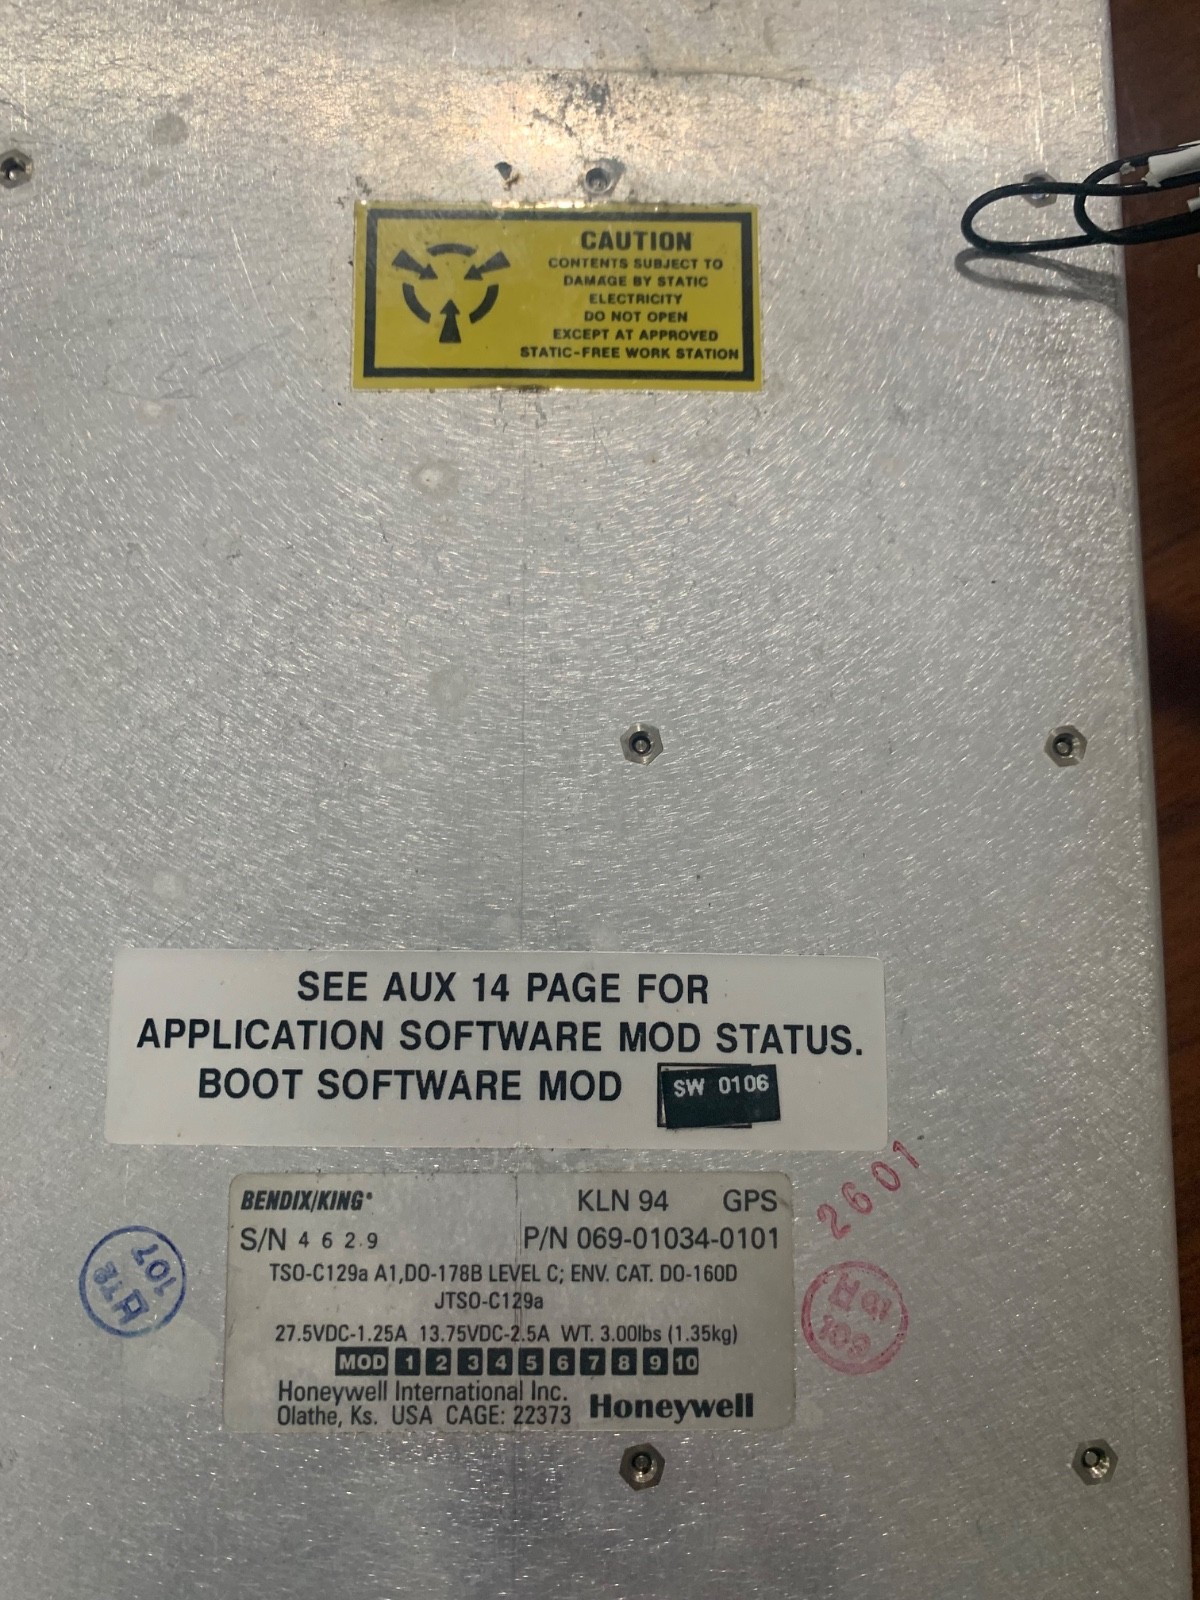 CAUTION
CONTENTS SUBJECT TO
DAMAGE BY STATIC
ELECTRICITY
DO NOT OPEN
EXCEPT AT APPROVED
STATIC-FREE WORK STATION
SEE AUX 14 PAGE FOR
APPLICATION SOFTWARE MOD STATUS.
BOOT SOFTWARE MOD SW 0106
BENDIX/KING® KLN 94 GPS
S/N 4 6 2 9 P/N 069-01034-0101
TSO-C129a A1,DO-178B LEVEL C; ENV. CAT. DO-160D
JTSO-C129a
27.5VDC-1.25A 13.75VDC-2.5A WT. 3.00lbs (1.35kg)
MOD 1 2 3 4 5 6 7 8 9 10
Honeywell International Inc.
Olathe, Ks. USA CAGE: 22373 Honeywell
2601
107